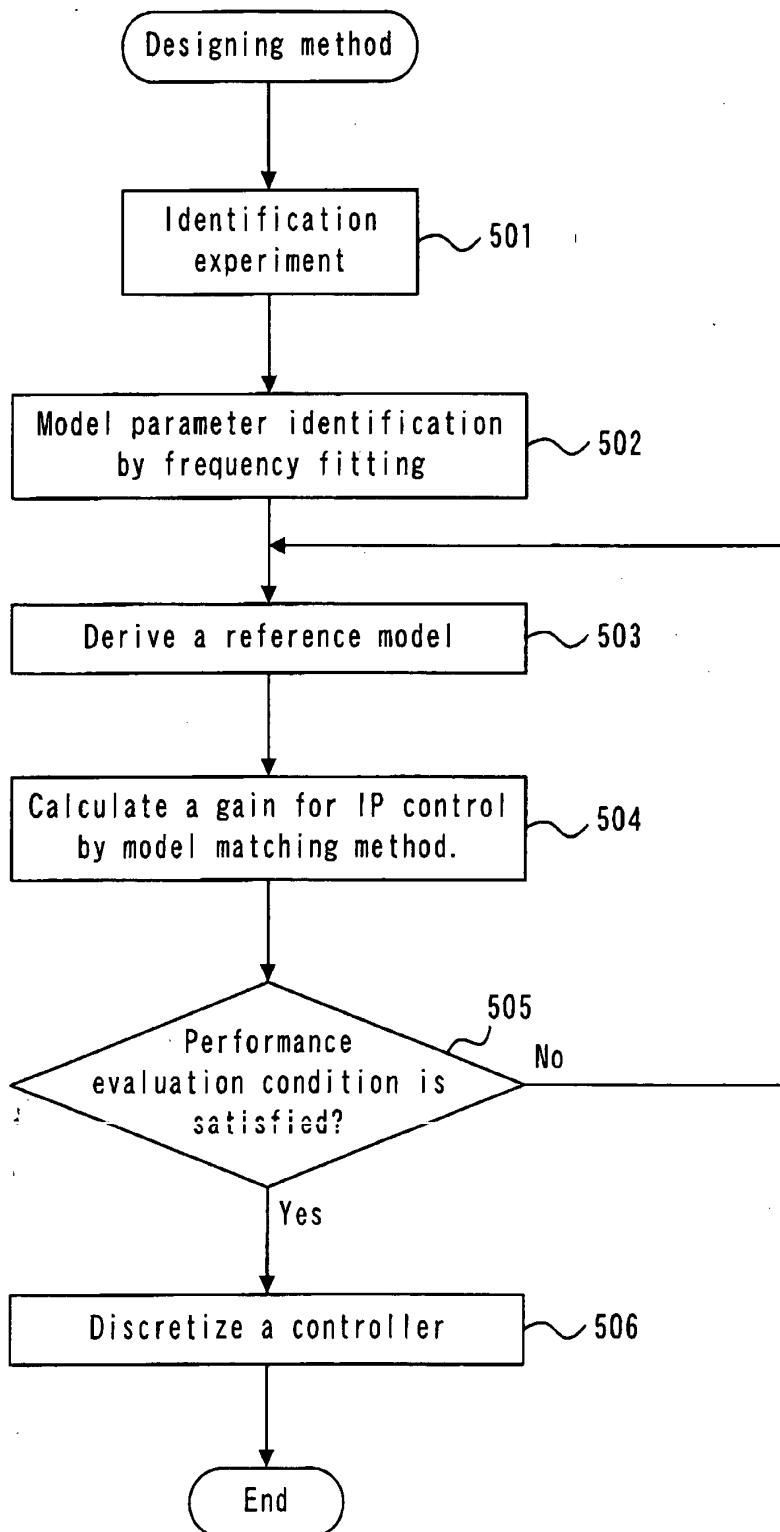 Designing method
Identification
experiment
501
Model parameter identification
by frequency fitting
502
Derive a reference model
503
Calculate a gain for IP control
by model matching method.
504
505
Performance
evaluation condition is
satisfied?
No
Yes
Discretize a controller
506
End